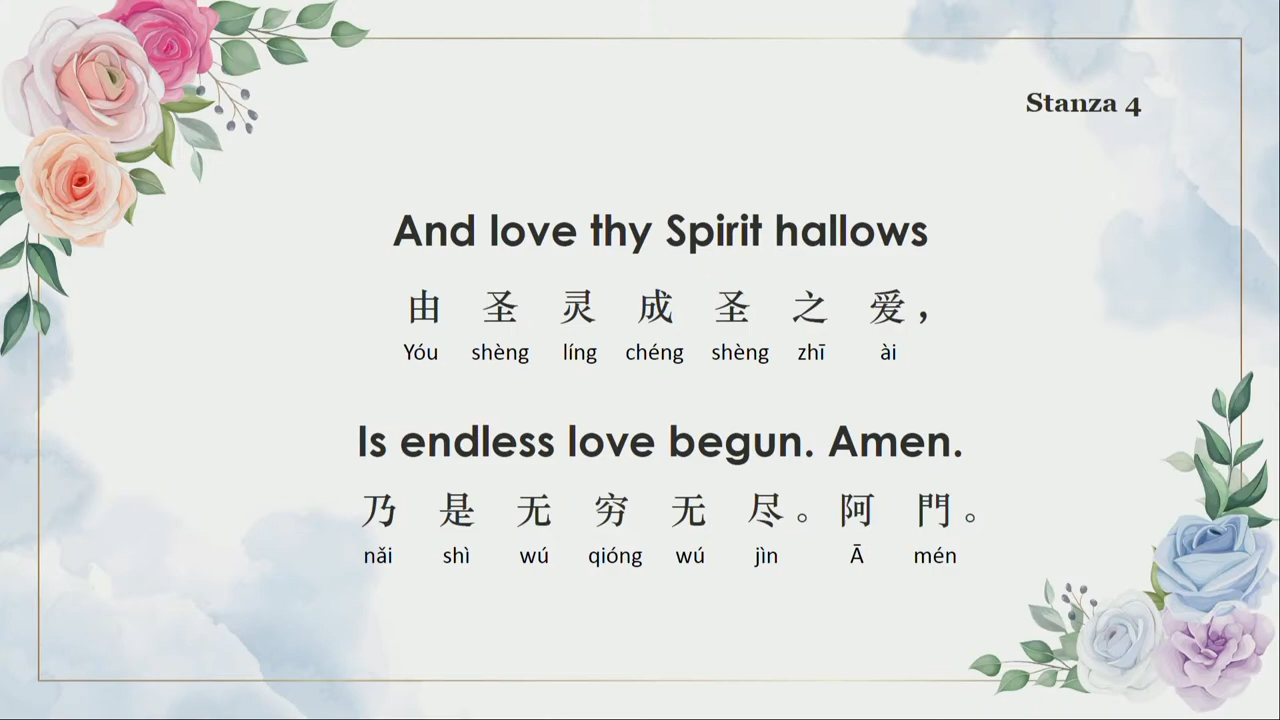 Stanza 4
And love thy Spirit hallows
由 圣 灵 成 圣 之 爱，
Yóu shèng líng chéng shèng zhī ài
Is endless love begun. Amen.
乃 是 无 穷 无 尽。阿 門。
nǎi shì wú qióng wú jìn Ā mén